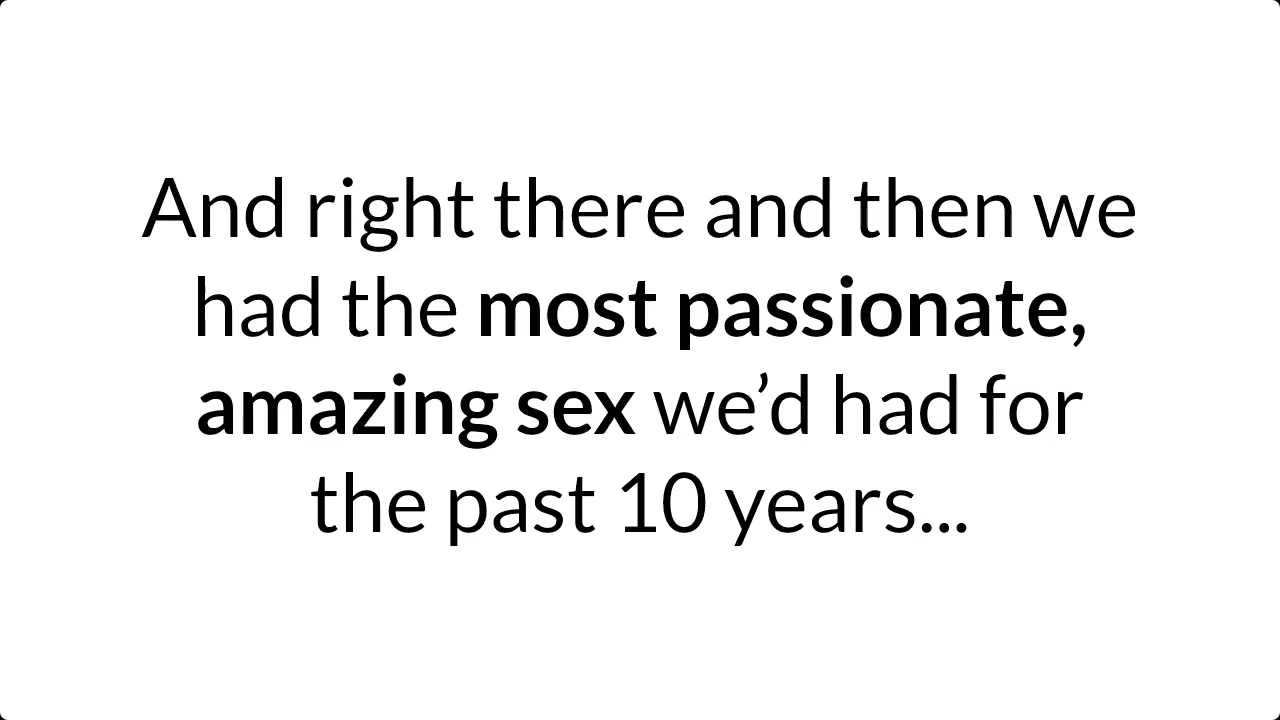 And right there and then we
had the most passionate,
amazing sex we’d had for
the past 10 years...